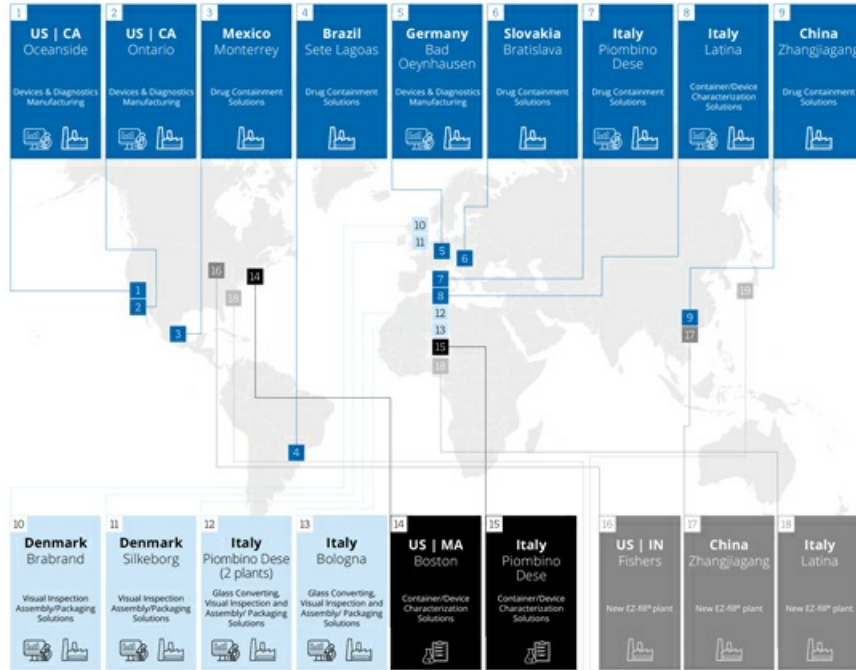 1
US | CA
Oceanside
Devices & Diagnostics
Manufacturing
2
US | CA
Ontario
Devices & Diagnostics
Manufacturing
3
Mexico
Monterrey
Drug Containment
Solutions
4
Brazil
Sete Lagoas
Drug Containment
Solutions
5
Germany
Bad
Oeynhausen
Devices & Diagnostics
Manufacturing
6
Slovakia
Bratislava
Drug Containment
Solutions
7
Italy
Piombino
Dese
Drug Containment
Solutions
8
Italy
Latina
Container/Device
Characterization
Solutions
9
China
Zhangjiagang
Drug Containment
Solutions
10
11
5
6
16
14
18
1
2
3
7
8
12
13
15
18
9
17
19
4
10
Denmark
Brabrand
Visual Inspection
Assembly/Packaging
Solutions
11
Denmark
Silkeborg
Visual Inspection
Assembly/Packaging
Solutions
12
Italy
Piombino Dese
(2 plants)
Glass Converting,
Visual Inspection and
Assembly/ Packaging
Solutions
13
Italy
Bologna
Glass Converting,
Visual Inspection and
Assembly/ Packaging
Solutions
14
US | MA
Boston
Container/Device
Characterization
Solutions
15
Italy
Piombino
Dese
Container/Device
Characterization
Solutions
16
US | IN
Fishers
New EZ-fill® plant
17
China
Zhangjiagang
New EZ-fill® plant
18
Italy
Latina
New EZ-fill® plant